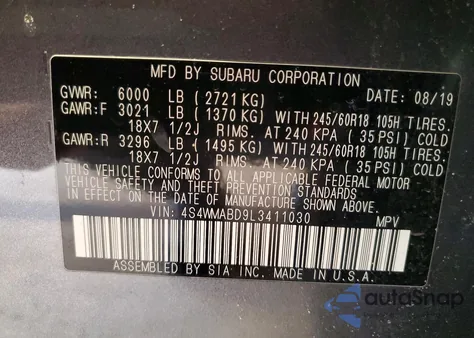 MFD BY SUBARU CORPORATION DATE: 08/19
GVWR: 6000 LB (2721 KG)
GAWR:F 3021 LB (1370 KG) WITH 245/60R18 105H TIRES.
18X7 1/2J RIMS. AT 240 KPA (35 PSI) COLD
GAWR:R 3296 LB (1495 KG) WITH 245/60R18 105H TIRES.
18X7 1/2J RIMS. AT 240 KPA (35 PSI) COLD
THIS VEHICLE CONFORMS TO ALL APPLICABLE FEDERAL MOTOR
VEHICLE SAFETY AND THEFT PREVENTION STANDARDS
IN EFFECT ON THE DATE OF MANUFACTURE SHOWN ABOVE.
VIN: 4S4WMABD9L3411030 MPV
ASSEMBLED BY SIA INC. MADE IN U.S.A.
autoSnap